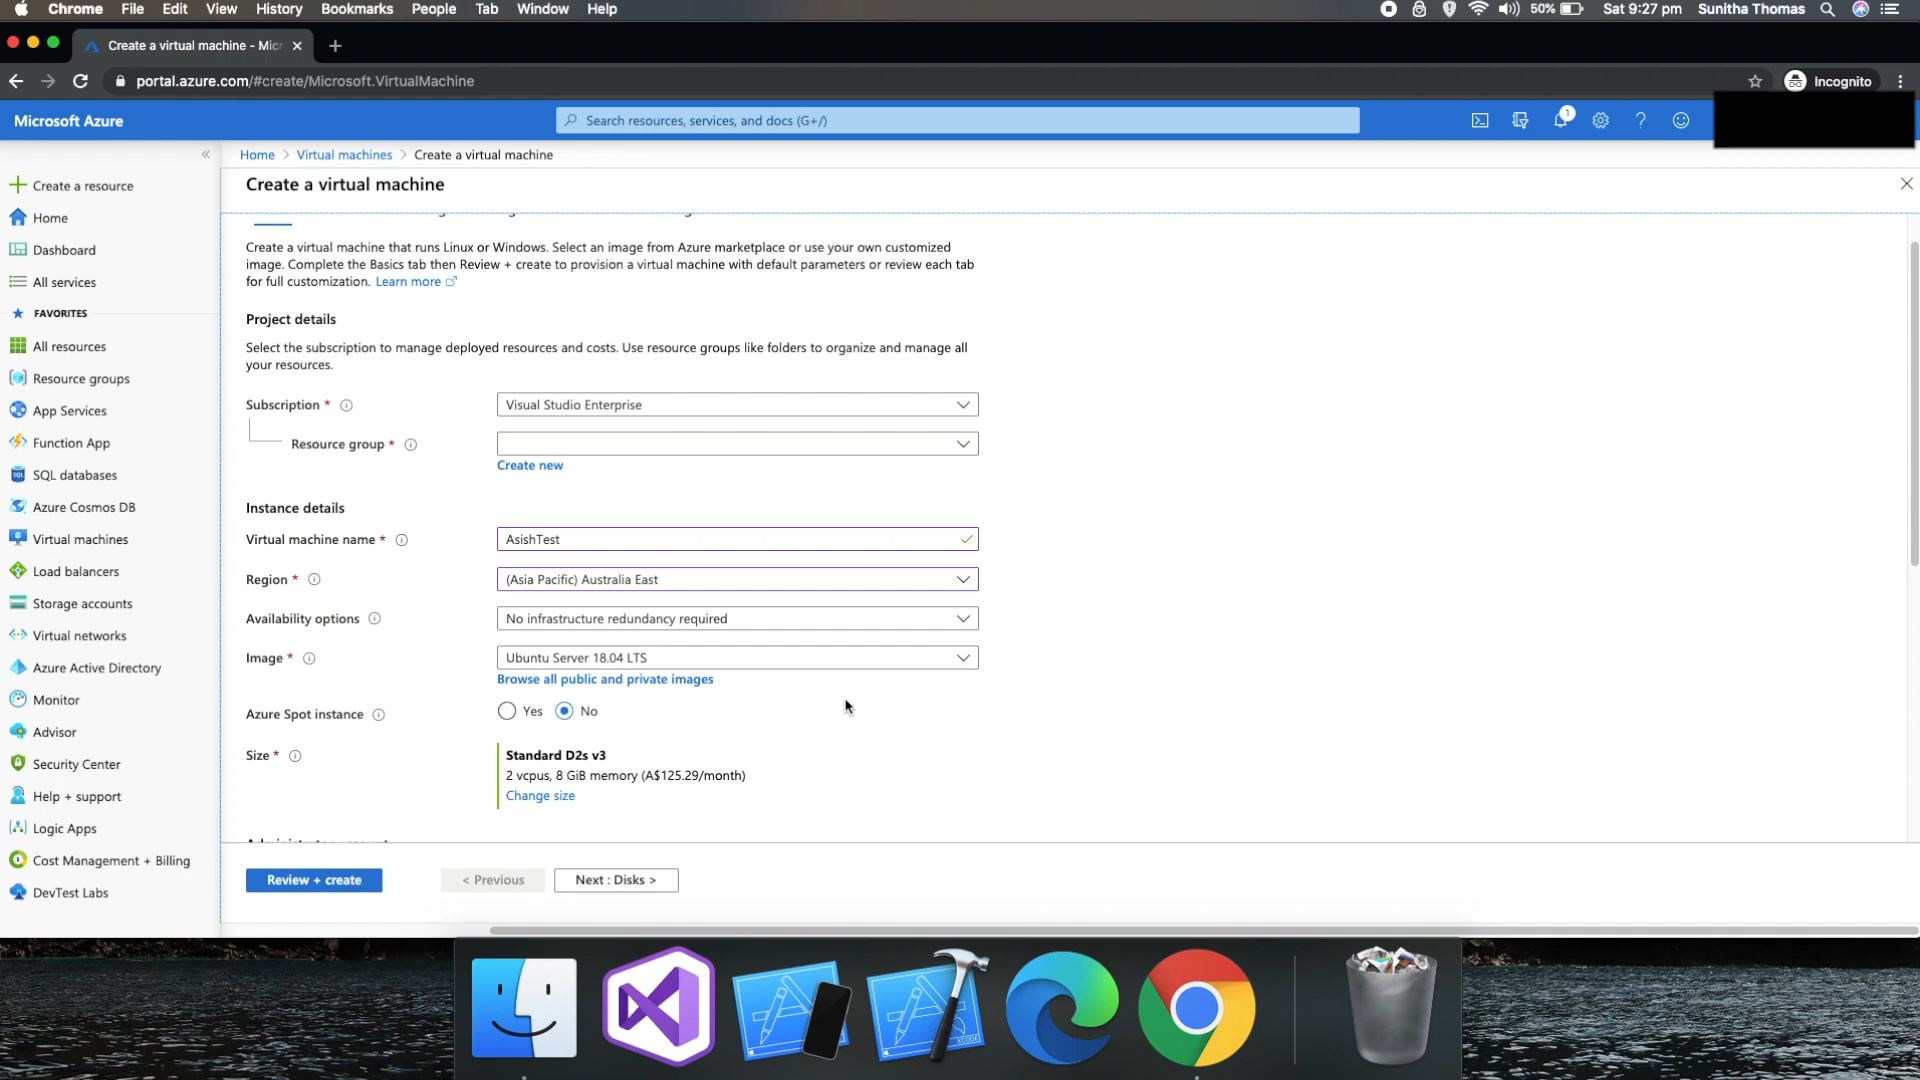 Chrome File Edit View History Bookmarks People Tab Window Help 50% Sat 9:27 pm Sunitha Thomas
Create a virtual machine - Micr
portal.azure.com/#create/Microsoft.VirtualMachine Incognito
Microsoft Azure Search resources, services, and docs (G+/) 1
Home > Virtual machines > Create a virtual machine
Create a virtual machine
Create a resource
Home
Dashboard
All services
FAVORITES
All resources
Resource groups
App Services
Function App
SQL databases
Azure Cosmos DB
Virtual machines
Load balancers
Storage accounts
Virtual networks
Azure Active Directory
Monitor
Advisor
Security Center
Help + support
Logic Apps
Cost Management + Billing
DevTest Labs
Create a virtual machine that runs Linux or Windows. Select an image from Azure marketplace or use your own customized
image. Complete the Basics tab then Review + create to provision a virtual machine with default parameters or review each tab
for full customization. Learn more
Project details
Select the subscription to manage deployed resources and costs. Use resource groups like folders to organize and manage all
your resources.
Subscription * Visual Studio Enterprise
Resource group *
Create new
Instance details
Virtual machine name * AsishTest
Region * (Asia Pacific) Australia East
Availability options No infrastructure redundancy required
Image * Ubuntu Server 18.04 LTS
Browse all public and private images
Azure Spot instance Yes No
Size * Standard D2s v3
2 vcpus, 8 GiB memory (A$125.29/month)
Change size
Review + create < Previous Next : Disks >